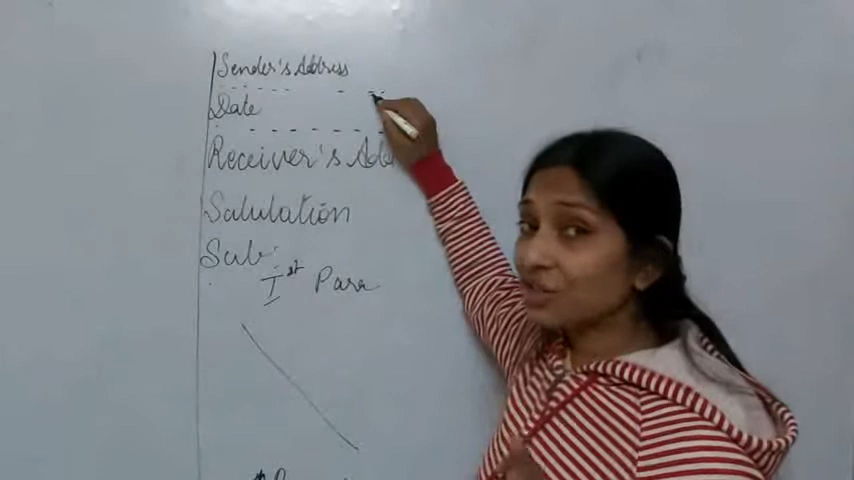 Sender's Address
Date
Receiver's Add
Salutation
Sub:
Ist Para